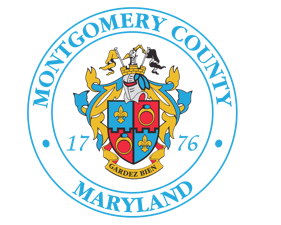 MONTGOMERY COUNTY
17 76
GARDEZ BIEN
MARYLAND